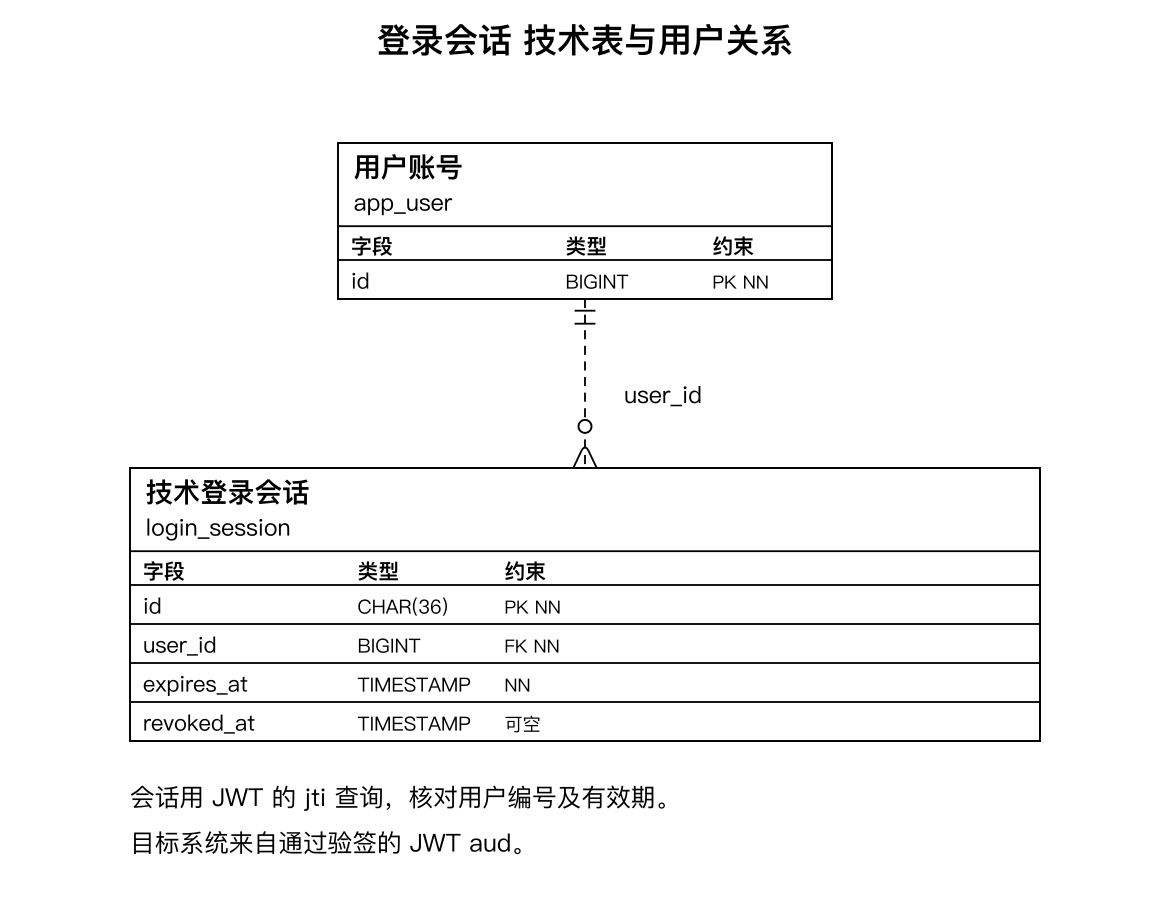 登录会话 技术表与用户关系
用户账号
app_user
字段 类型 约束
id BIGINT PK NN
user_id
技术登录会话
login_session
字段 类型 约束
id CHAR(36) PK NN
user_id BIGINT FK NN
expires_at TIMESTAMP NN
revoked_at TIMESTAMP 可空
会话用 JWT 的 jti 查询，核对用户编号及有效期。
目标系统来自通过验签的 JWT aud。